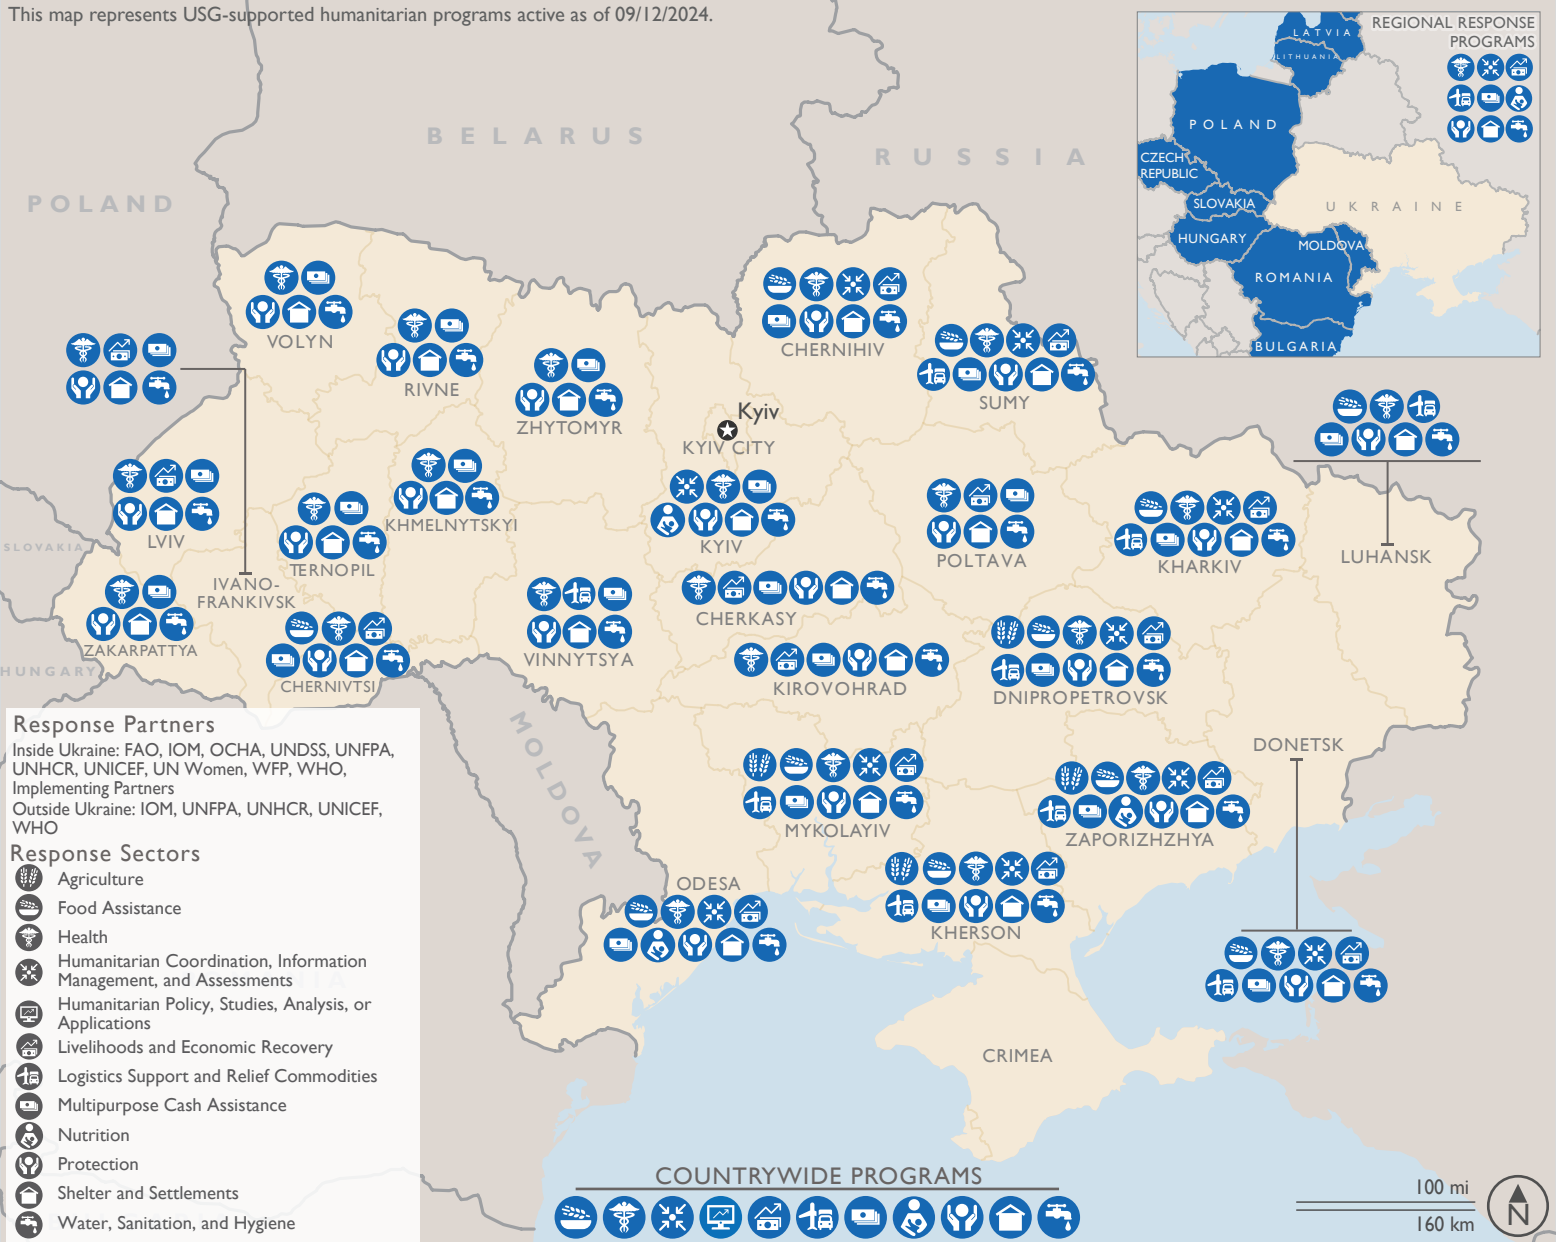 This map represents USG-supported humanitarian programs active as of 09/12/2024.
REGIONAL RESPONSE
PROGRAMS
LATVIA
LITHUANIA
POLAND
CZECH
REPUBLIC
SLOVAKIA
UKRAINE
HUNGARY
MOLDOVA
ROMANIA
BULGARIA
BELARUS
RUSSIA
POLAND
VOLYN
RIVNE
ZHYTOMYR
CHERNIHIV
SUMY
Kyiv
KYIV CITY
KYIV
LVIV
KHMELNYTSKYI
TERNOPIL
IVANO-
FRANKIVSK
SLOVAKIA
ZAKARPATTYA
HUNGARY
CHERNIVTSI
VINNYTSYA
CHERKASY
POLTAVA
KHARKIV
LUHANSK
KIROVOHRAD
DNIPROPETROVSK
DONETSK
MOLDOVA
MYKOLAYIV
ZAPORIZHZHYA
ODESA
KHERSON
CRIMEA
Response Partners
Inside Ukraine: FAO, IOM, OCHA, UNDSS, UNFPA,
UNHCR, UNICEF, UN Women, WFP, WHO,
Implementing Partners
Outside Ukraine: IOM, UNFPA, UNHCR, UNICEF,
WHO
Response Sectors
Agriculture
Food Assistance
Health
Humanitarian Coordination, Information
Management, and Assessments
Humanitarian Policy, Studies, Analysis, or
Applications
Livelihoods and Economic Recovery
Logistics Support and Relief Commodities
Multipurpose Cash Assistance
Nutrition
Protection
Shelter and Settlements
Water, Sanitation, and Hygiene
COUNTRYWIDE PROGRAMS
100 mi
160 km
N